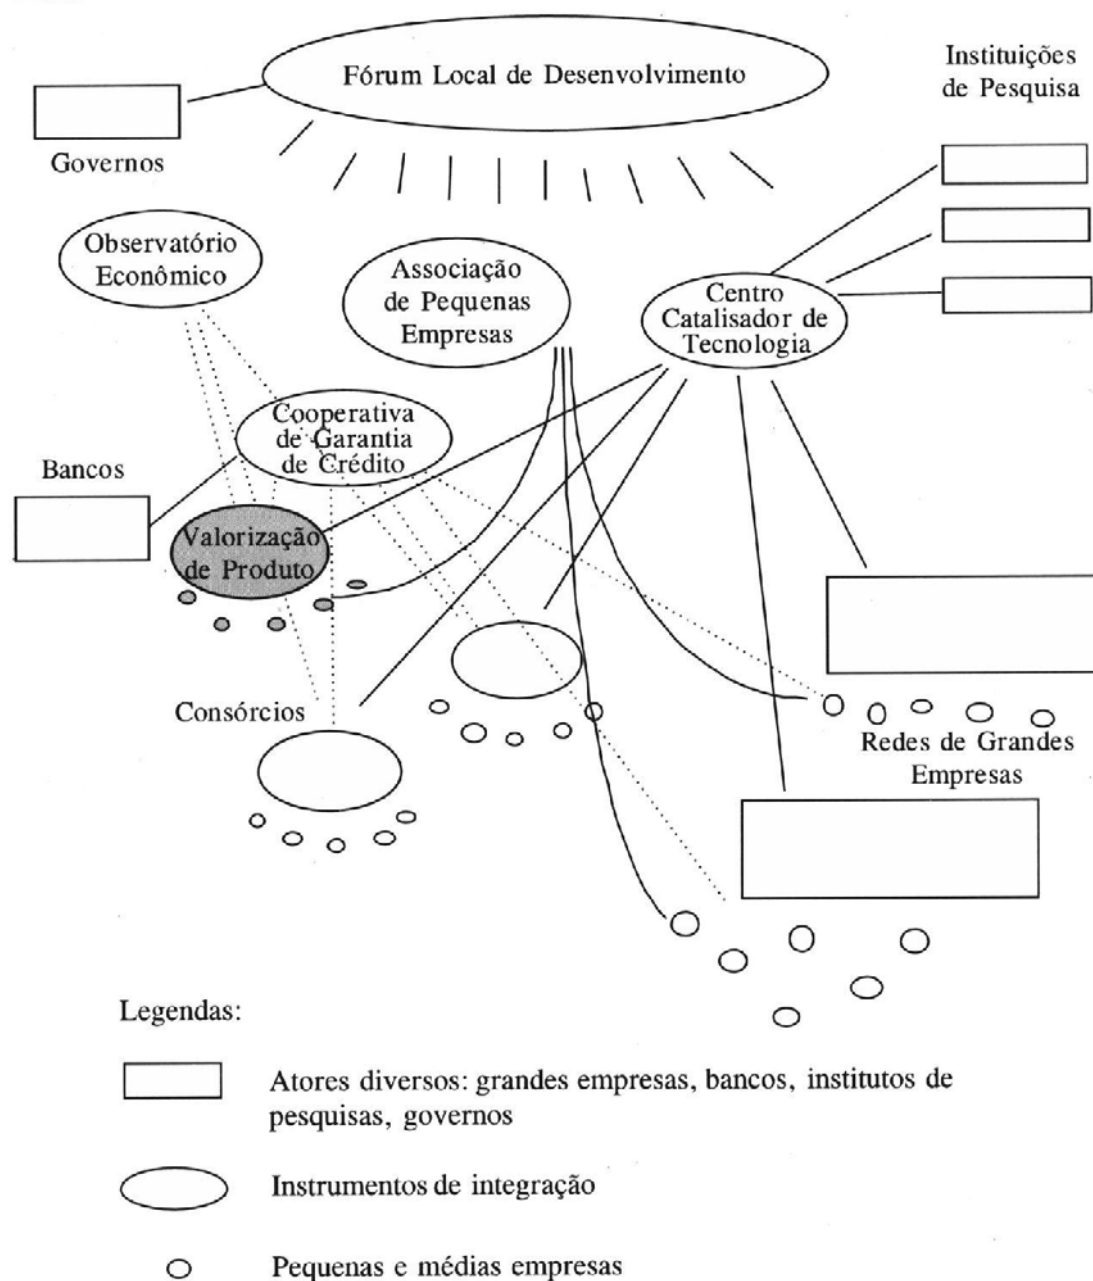 Fórum Local de Desenvolvimento
Instituições
de Pesquisa
Governos
Observatório
Econômico
Associação
de Pequenas
Empresas
Centro
Catalisador de
Tecnologia
Cooperativa
de Garantia
de Crédito
Bancos
Valorização
de Produto
Consórcios
Redes de Grandes
Empresas
Legendas:
Atores diversos: grandes empresas, bancos, institutos de
pesquisas, governos
Instrumentos de integração
Pequenas e médias empresas